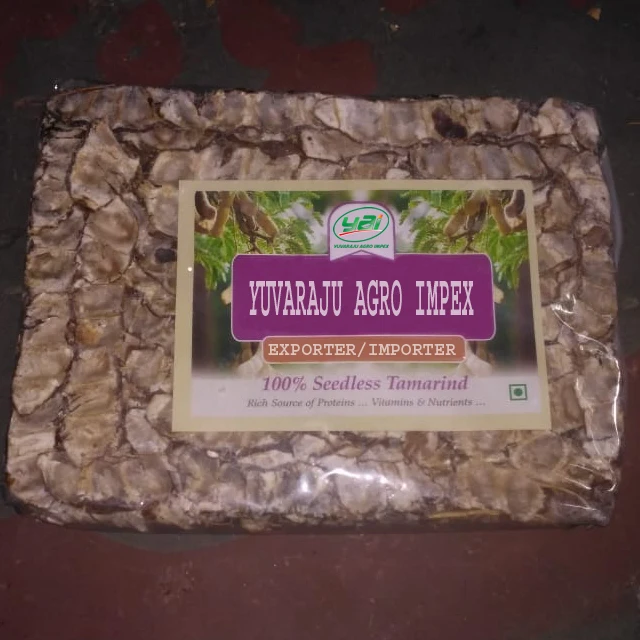 yai
YUVARAJU AGRO IMPEX
YUVARAJU AGRO IMPEX
EXPORTER/IMPORTER
100% Seedless Tamarind
Rich Source of Proteins ... Vitamins & Nutrients ...